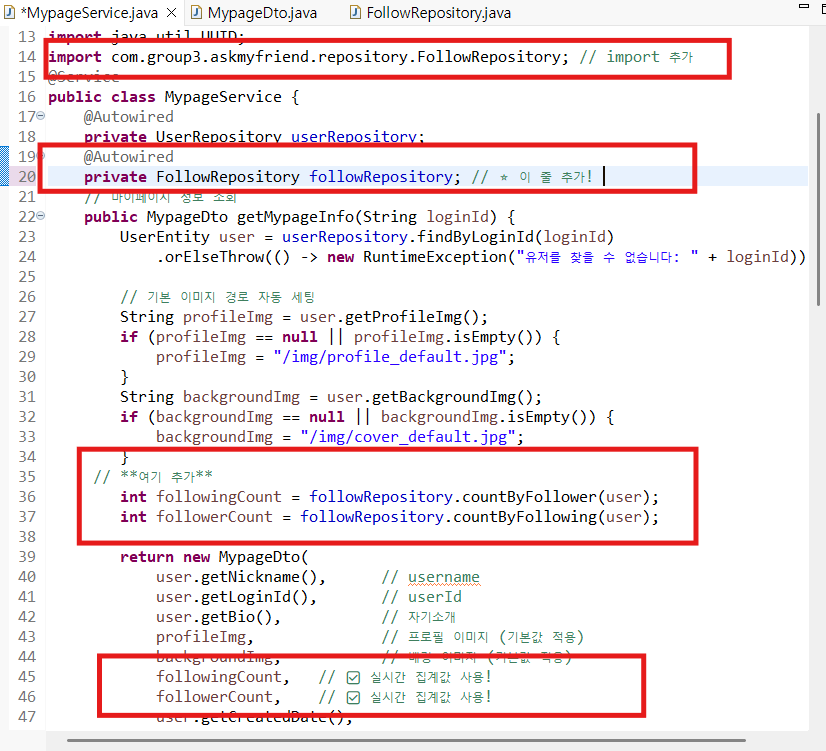 *MypageService.java MypageDto.java FollowRepository.java
13 import java.util.UUID;
14 import com.group3.askmyfriend.repository.FollowRepository; // import 추가
15 @Service
16 public class MypageService {
17 @Autowired
18 private UserRepository userRepository;
19 @Autowired
20 private FollowRepository followRepository; // ⭐ 이 줄 추가!
21 // 마이페이지 정보 조회
22 public MypageDto getMypageInfo(String loginId) {
23 UserEntity user = userRepository.findByLoginId(loginId)
24 .orElseThrow(() -> new RuntimeException("유저를 찾을 수 없습니다: " + loginId))
25
26 // 기본 이미지 경로 자동 세팅
27 String profileImg = user.getProfileImg();
28 if (profileImg == null || profileImg.isEmpty()) {
29 profileImg = "/img/profile_default.jpg";
30 }
31 String backgroundImg = user.getBackgroundImg();
32 if (backgroundImg == null || backgroundImg.isEmpty()) {
33 backgroundImg = "/img/cover_default.jpg";
34 }
35 // **여기 추가**
36 int followingCount = followRepository.countByFollower(user);
37 int followerCount = followRepository.countByFollowing(user);
38
39 return new MypageDto(
40 user.getNickname(), // username
41 user.getLoginId(), // userId
42 user.getBio(), // 자기소개
43 profileImg, // 프로필 이미지 (기본값 적용)
44 backgroundImg, // 배경 이미지 (기본값 적용)
45 followingCount, // ☑ 실시간 집계값 사용!
46 followerCount, // ☑ 실시간 집계값 사용!
47 user.getCreatedDate(),